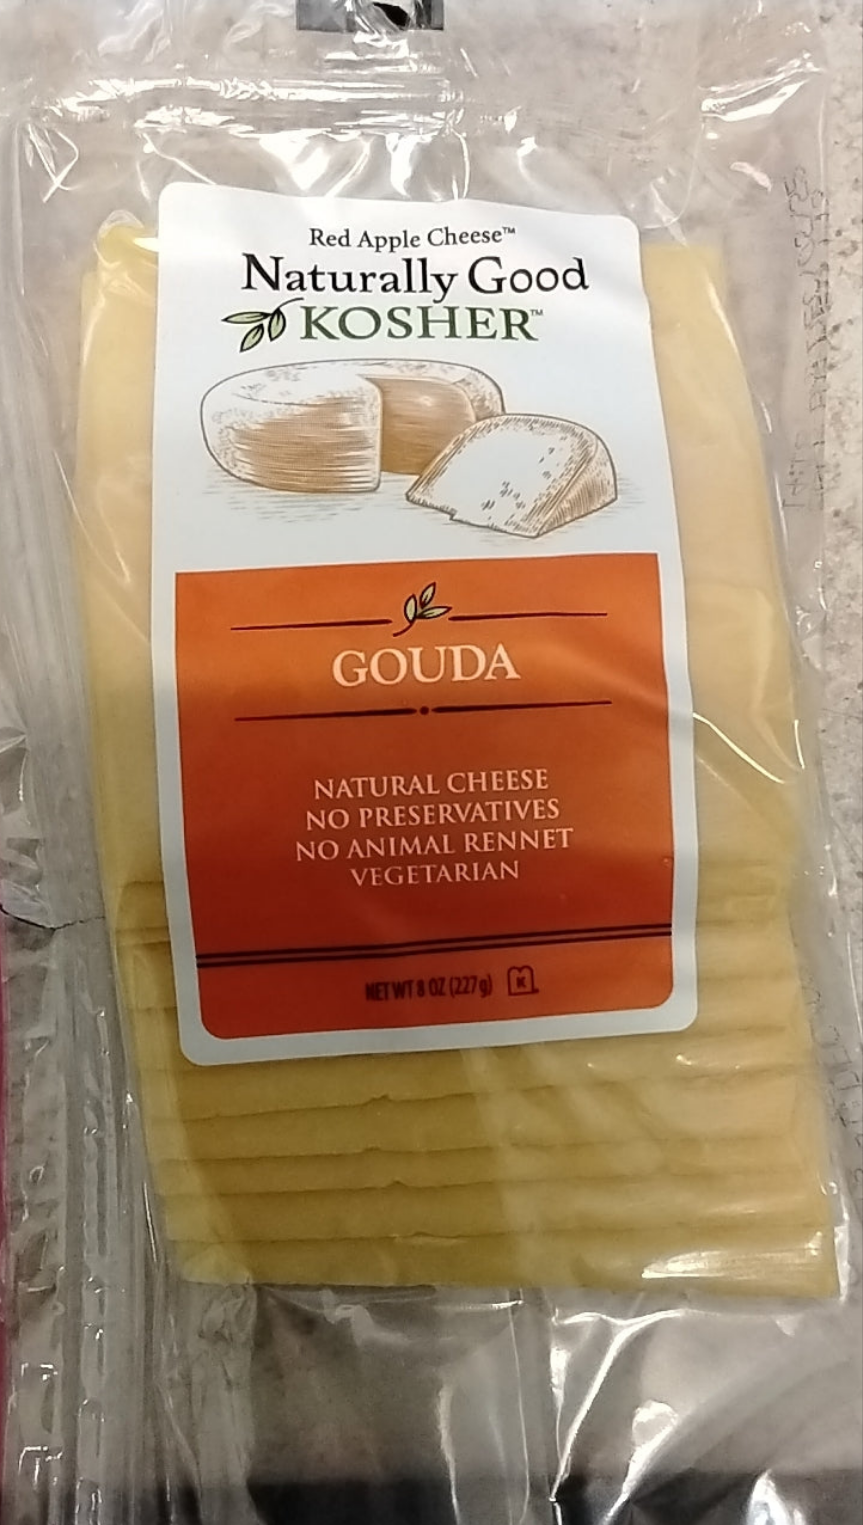 Red Apple Cheese™
Naturally Good
KOSHER™
GOUDA
NATURAL CHEESE
NO PRESERVATIVES
NO ANIMAL RENNET
VEGETARIAN
NET WT 8 OZ (227g) K